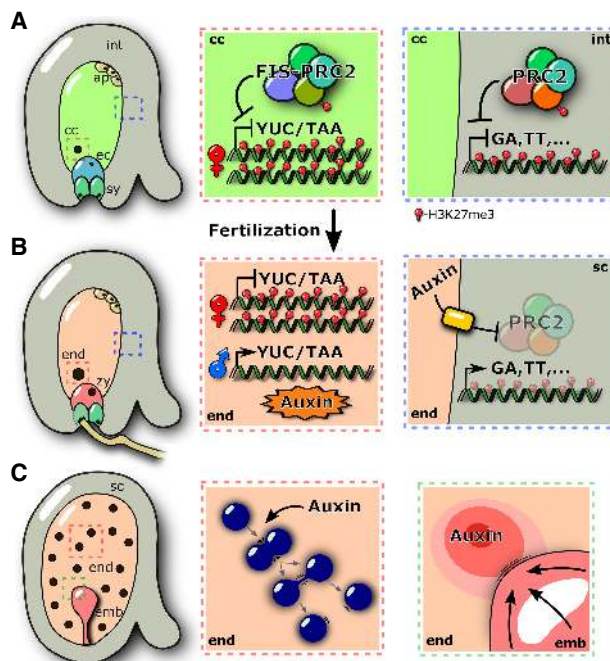 A
int
ap
cc
ec
sy
cc
FIS-PRC2
YUC/TAA
cc
int
PRC2
GA,TT,...
-H3K27me3
Fertilization
B
end
zy
YUC/TAA
YUC/TAA
Auxin
end
sc
Auxin
PRC2
GA,TT,...
end
C
sc
end
emb
Auxin
end
Auxin
end
emb